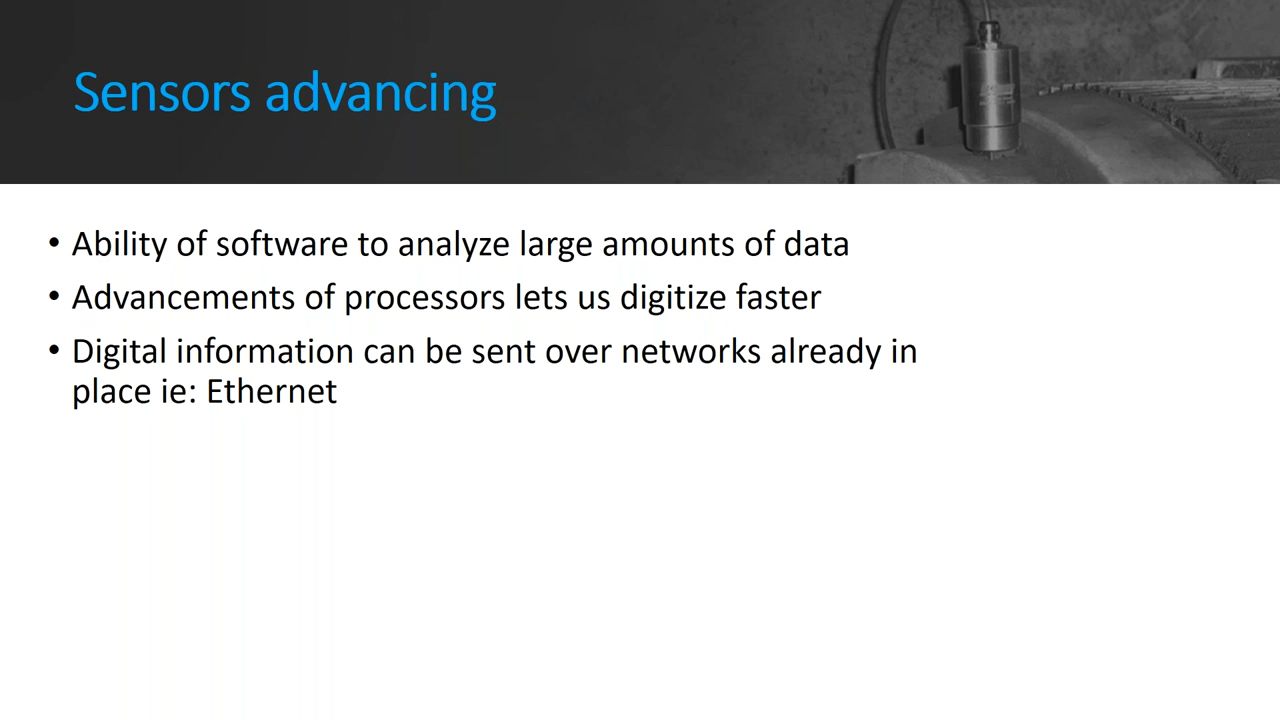 Sensors advancing
• Ability of software to analyze large amounts of data
• Advancements of processors lets us digitize faster
• Digital information can be sent over networks already in
place ie: Ethernet